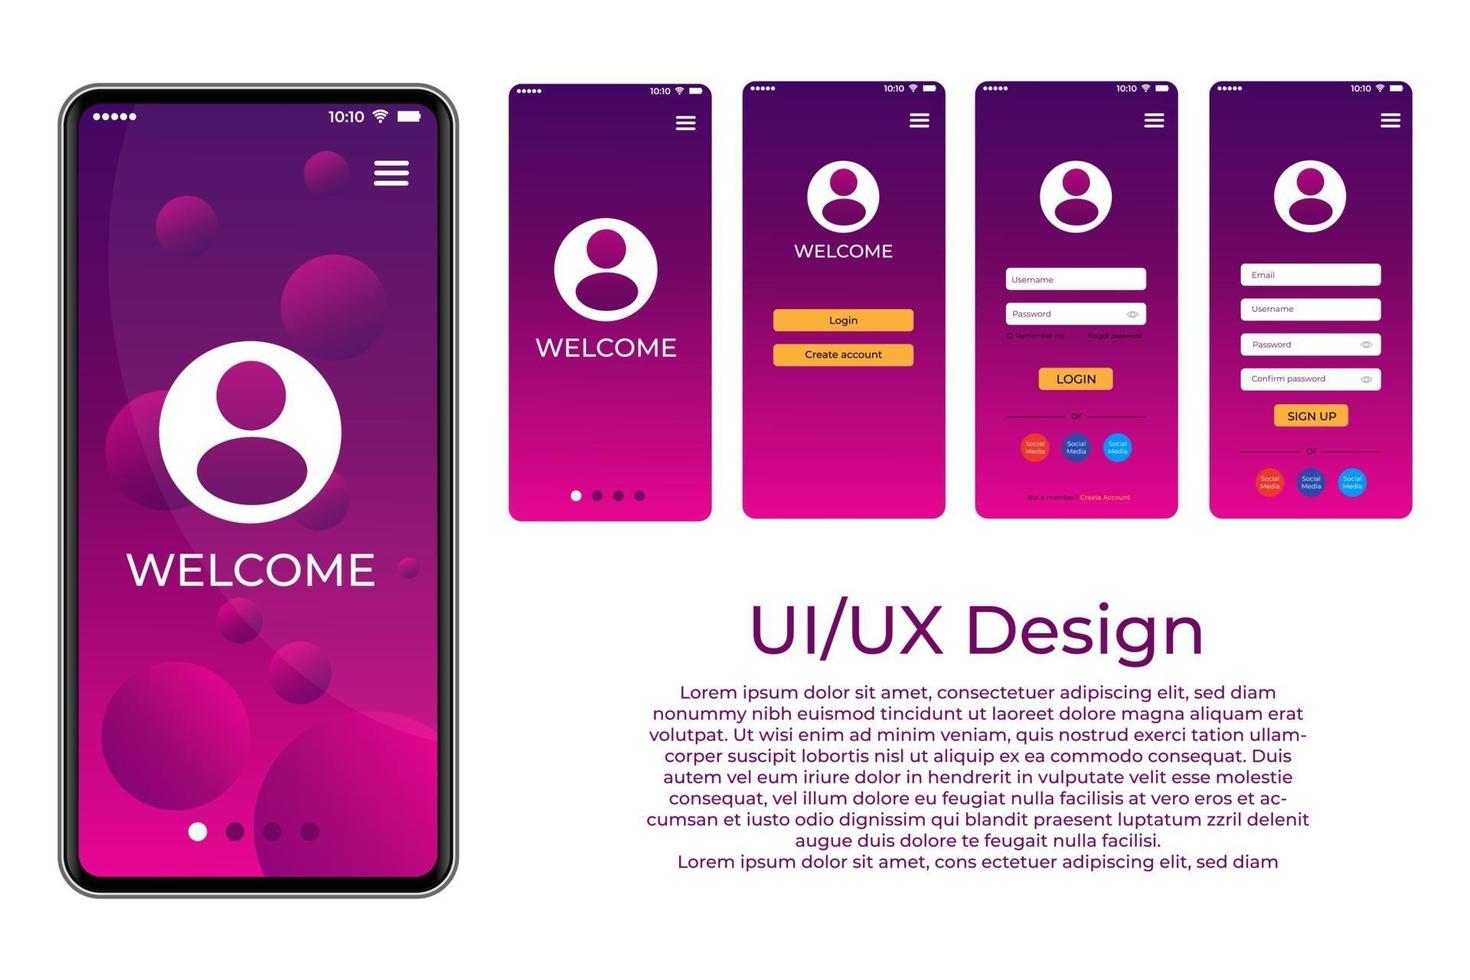 10:10
WELCOME
10:10
WELCOME
10:10
WELCOME
Login
Create account
10:10
Username
Password
Remember me Forgot password
LOGIN
or
Social
Media
Social
Media
Social
Media
Not a member? Create Account
10:10
Email
Username
Password
Confirm password
SIGN UP
or
Social
Media
Social
Media
Social
Media
UI/UX Design
Lorem ipsum dolor sit amet, consectetuer adipiscing elit, sed diam
nonummy nibh euismod tincidunt ut laoreet dolore magna aliquam erat
volutpat. Ut wisi enim ad minim veniam, quis nostrud exerci tation ullam-
corper suscipit lobortis nisl ut aliquip ex ea commodo consequat. Duis
autem vel eum iriure dolor in hendrerit in vulputate velit esse molestie
consequat, vel illum dolore eu feugiat nulla facilisis at vero eros et ac-
cumsan et iusto odio dignissim qui blandit praesent luptatum zzril delenit
augue duis dolore te feugait nulla facilisi.
Lorem ipsum dolor sit amet, cons ectetuer adipiscing elit, sed diam